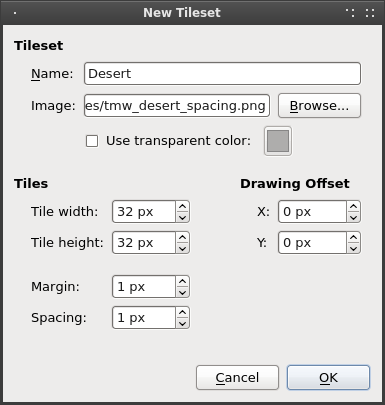 New Tileset
Tileset
Name: Desert
Image: es/tmw_desert_spacing.png Browse...
Use transparent color:
Tiles Drawing Offset
Tile width: 32 px X: 0 px
Tile height: 32 px Y: 0 px
Margin: 1 px
Spacing: 1 px
Cancel OK